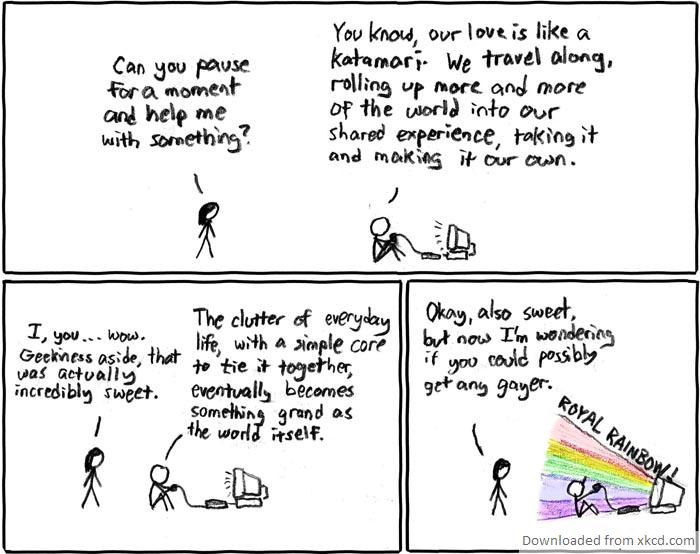 Can you pause
for a moment
and help me
with something?
You know, our love is like a
katamari. We travel along,
rolling up more and more
of the world into our
shared experience, taking it
and making it our own.
I, you... wow.
Geekiness aside, that
was actually
incredibly sweet.
The clutter of everyday
life, with a simple core
to tie it together,
eventually becomes
something grand as
the world itself.
Okay, also sweet,
but now I'm wondering
if you could possibly
get any gayer.
ROYAL RAINBOW!
Downloaded from xkcd.com